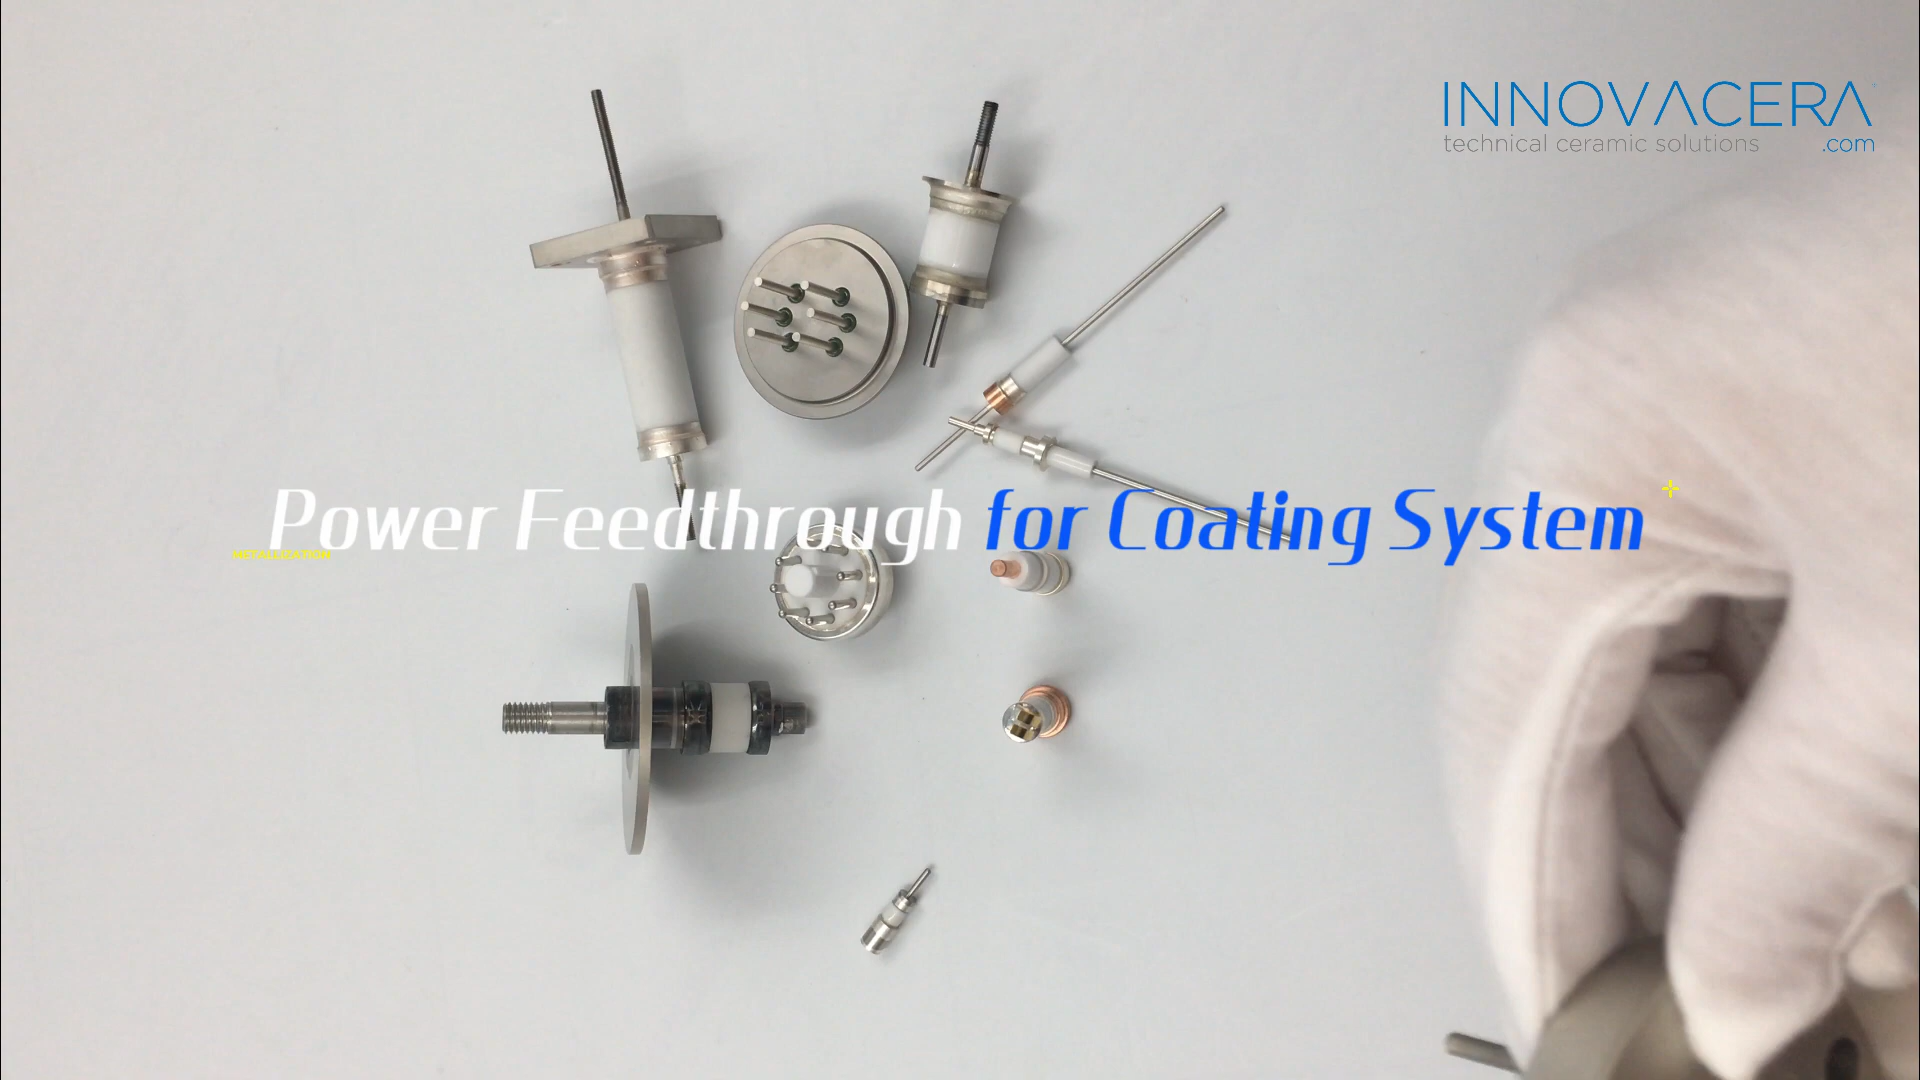 INNOVACERA
technical ceramic solutions
.com
Power Feedthrough for Coating System
METALLIZATION